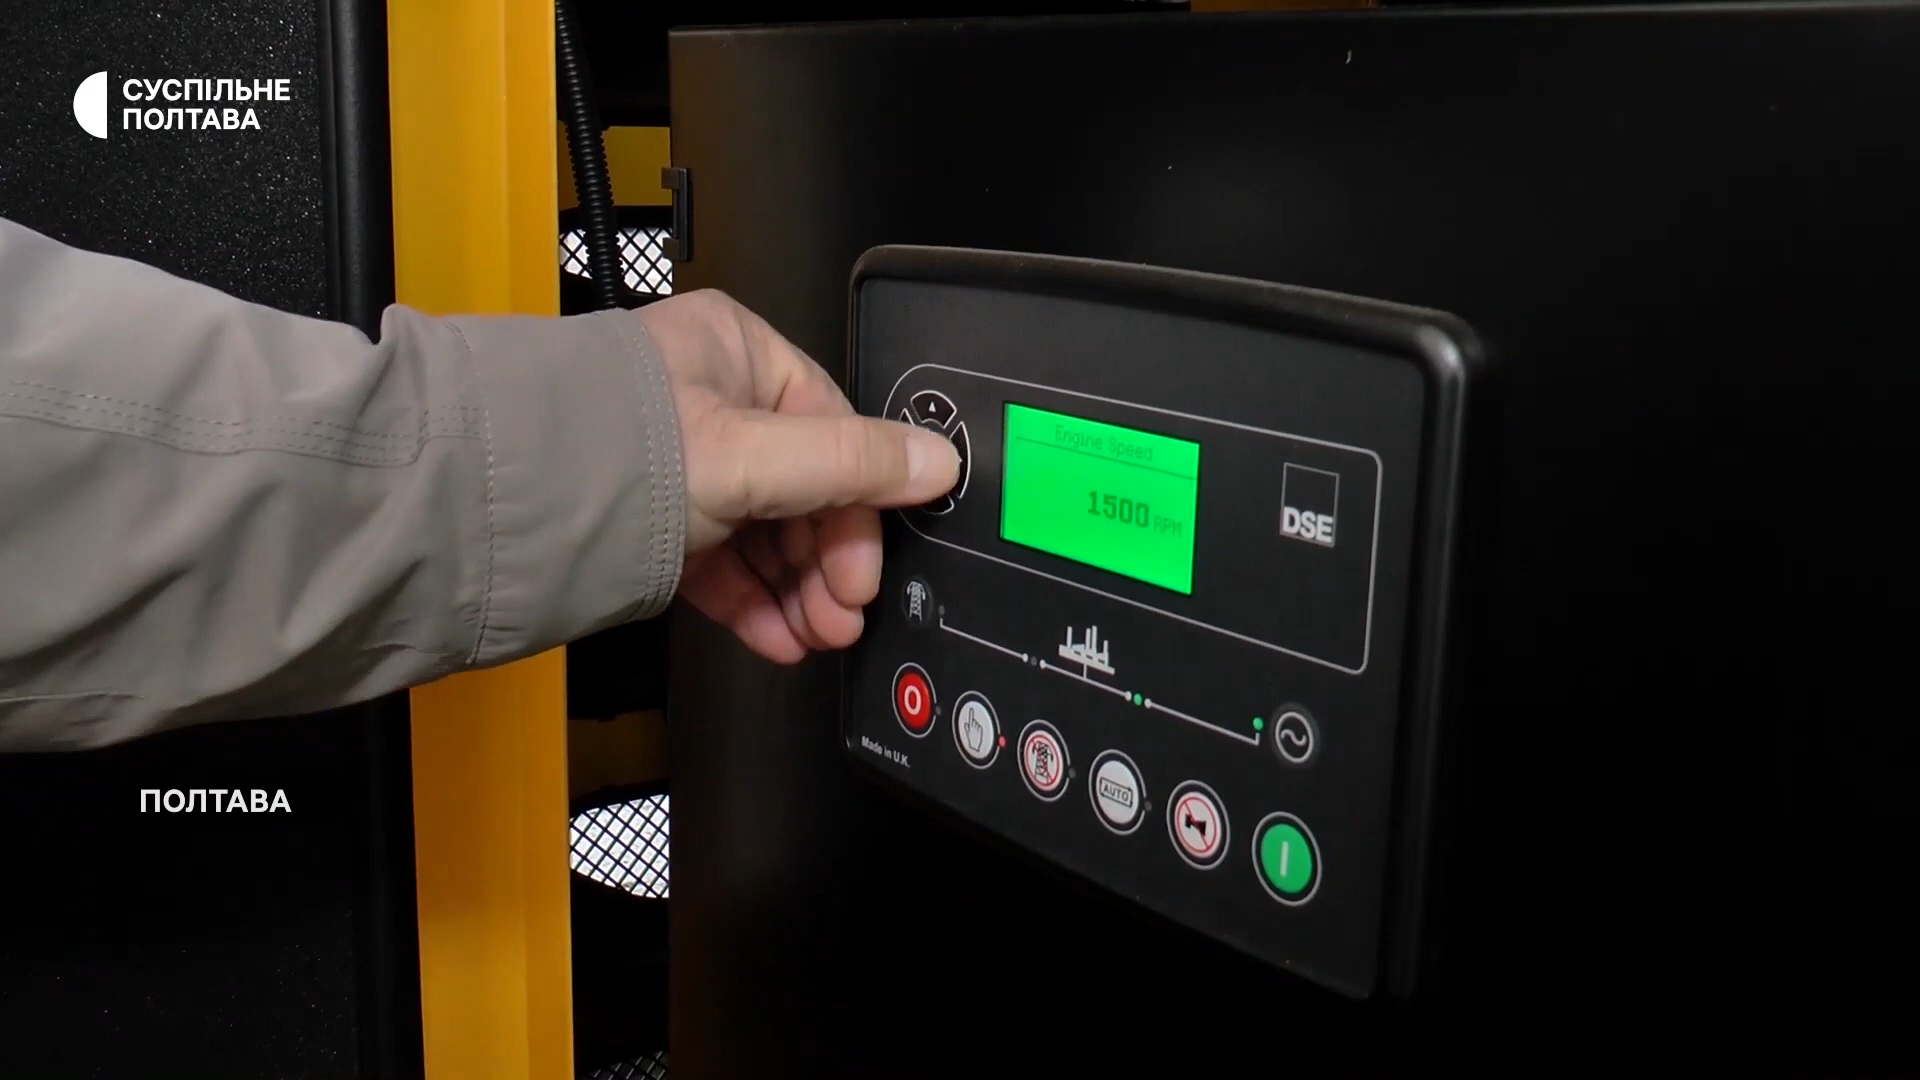 СУСПІЛЬНЕ
ПОЛТАВА
Engine Speed
1500 RPM
DSE
O
Made in U.K.
AUTO
I
ПОЛТАВА